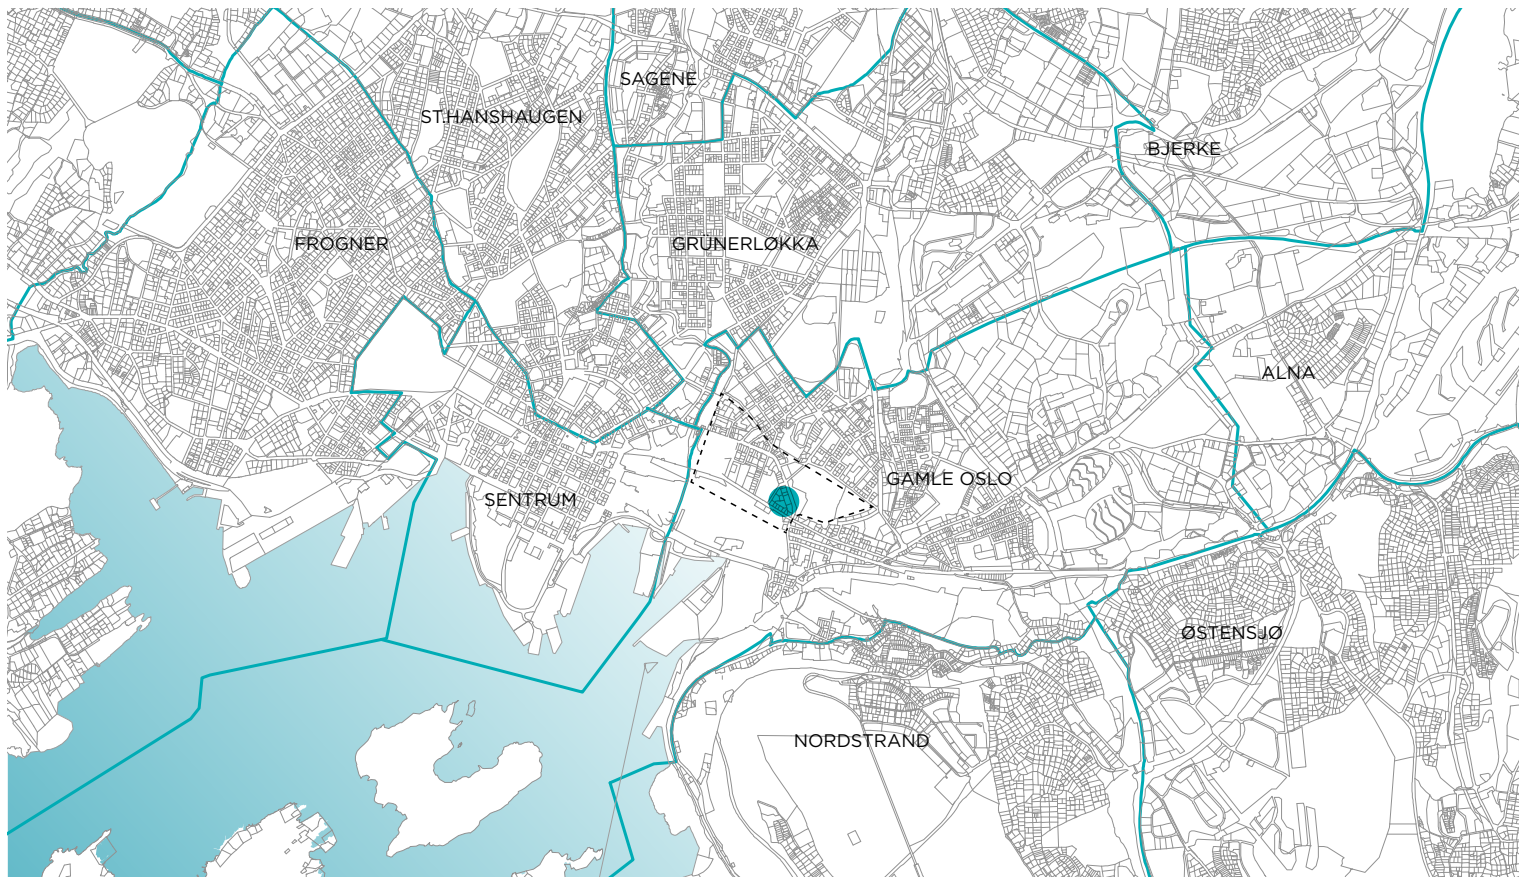 SAGENE
ST.HANSHAUGEN
BJERKE
FROGNER
GRÜNERLØKKA
ALNA
GAMLE OSLO
SENTRUM
ØSTENSJØ
NORDSTRAND